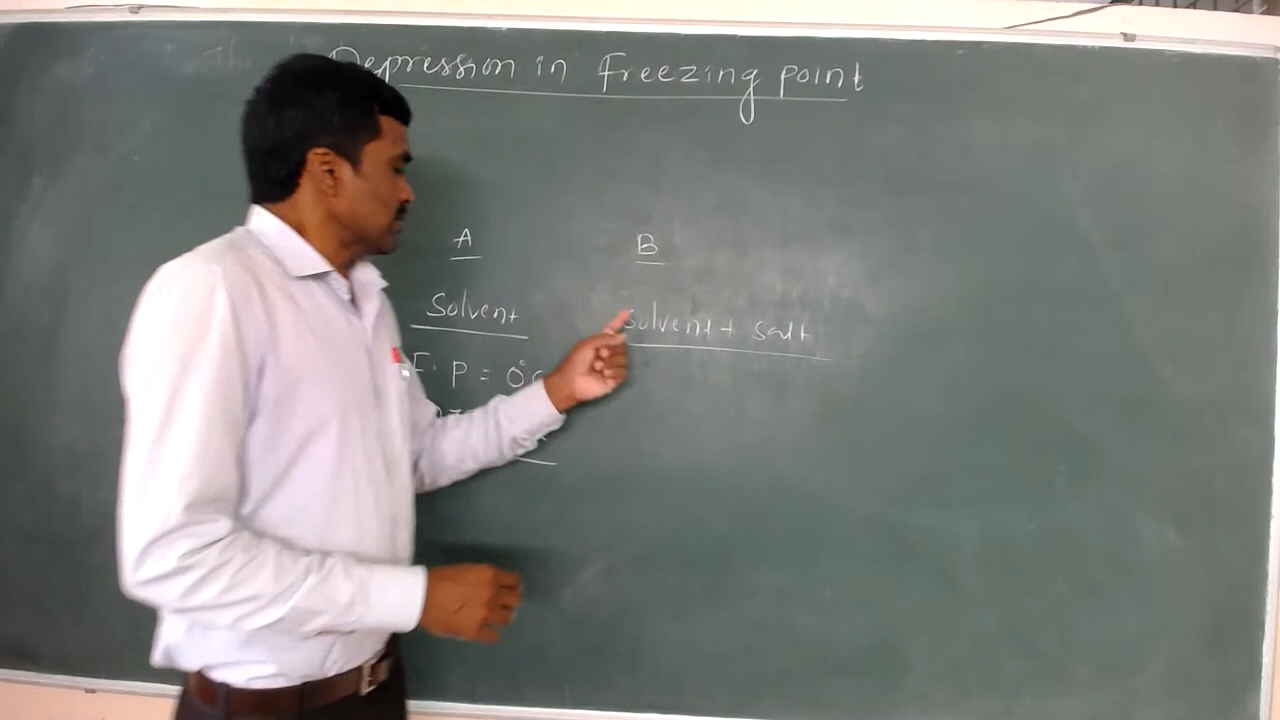 Depression in freezing point
A
B
Solvent
Solvent + Salt
F. P = 0°c